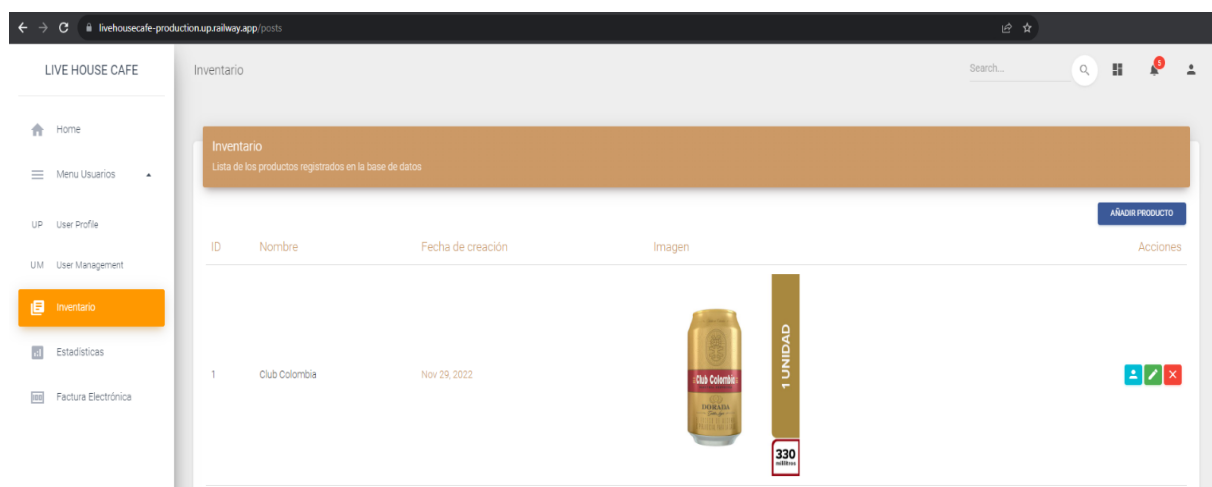 livehousecafe-production.up.railway.app/posts
LIVE HOUSE CAFE
Inventario
Search...
5
Home
Menu Usuarios
UP User Profile
UM User Management
Inventario
Estadísticas
Factura Electrónica
Inventario
Lista de los productos registrados en la base de datos
AÑADIR PRODUCTO
ID Nombre Fecha de creación Imagen Acciones
1 Club Colombia Nov 29, 2022
Club Colombia
DORADA
1 UNIDAD
330
mililitros